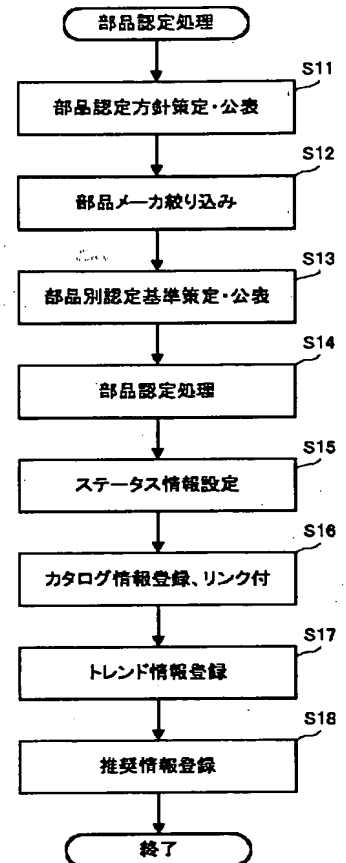 部品認定処理
S11
部品認定方針策定・公表
S12
部品メーカ絞り込み
S13
部品別認定基準策定・公表
S14
部品認定処理
S15
ステータス情報設定
S16
カタログ情報登録、リンク付
S17
トレンド情報登録
S18
推奨情報登録
終了